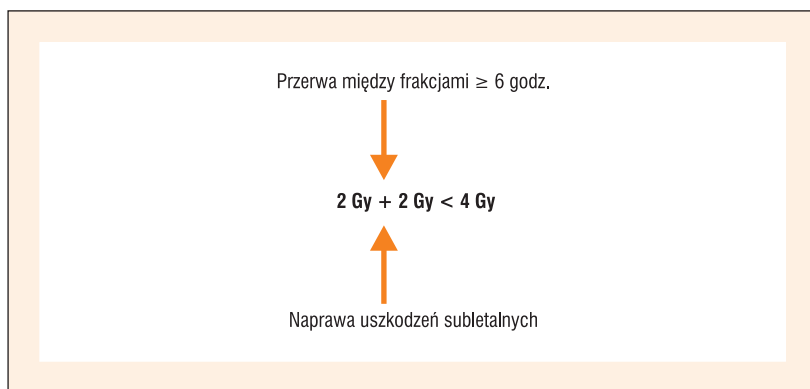 Przerwa między frakcjami ≥ 6 godz.
2 Gy + 2 Gy < 4 Gy
Naprawa uszkodzeń subletalnych